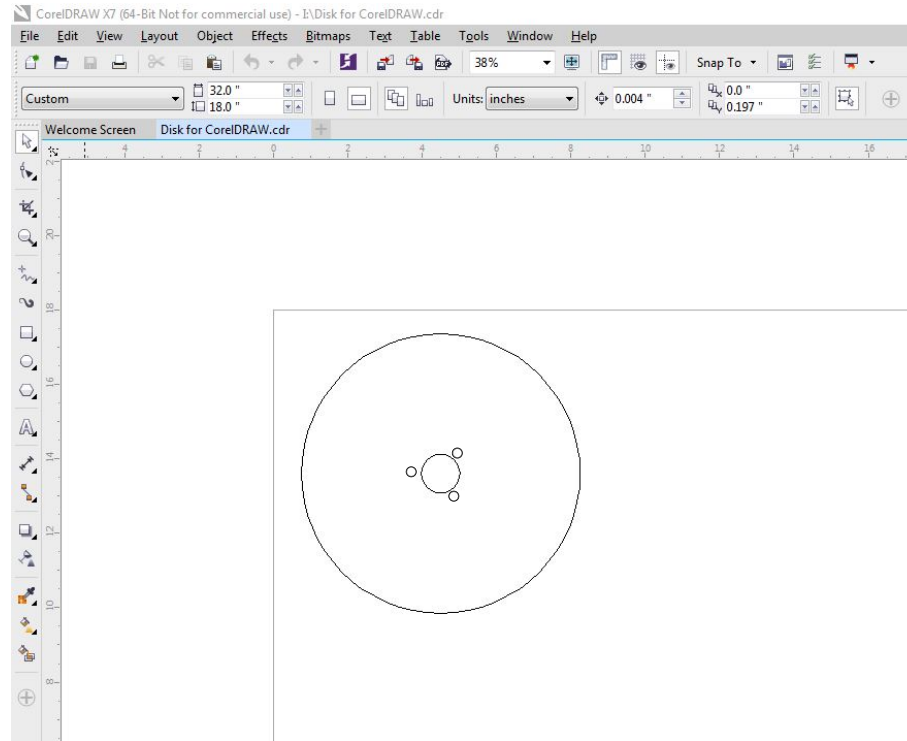 CorelDRAW X7 (64-Bit Not for commercial use) - I:\Disk for CorelDRAW.cdr
File Edit View Layout Object Effects Bitmaps Text Table Tools Window Help
38% Snap To
Custom 32.0 " 18.0 " Units: inches 0.004 " x 0.0 " y 0.197 "
Welcome Screen Disk for CorelDRAW.cdr
4 2 0 2 4 6 8 10 12 14 16
20
18
16
14
12
10
8